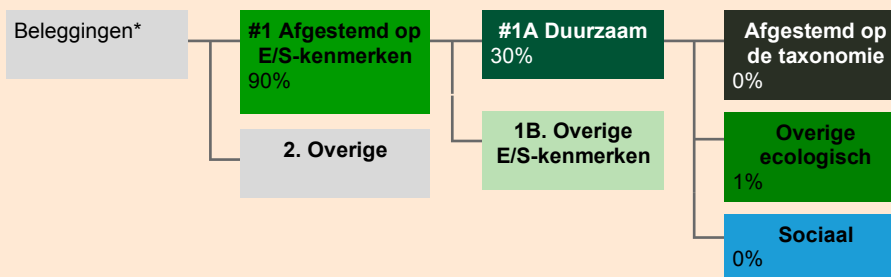 Beleggingen*
#1 Afgestemd op
E/S-kenmerken
90%
2. Overige
#1A Duurzaam
30%
1B. Overige
E/S-kenmerken
Afgestemd op
de taxonomie
0%
Overige
ecologisch
1%
Sociaal
0%